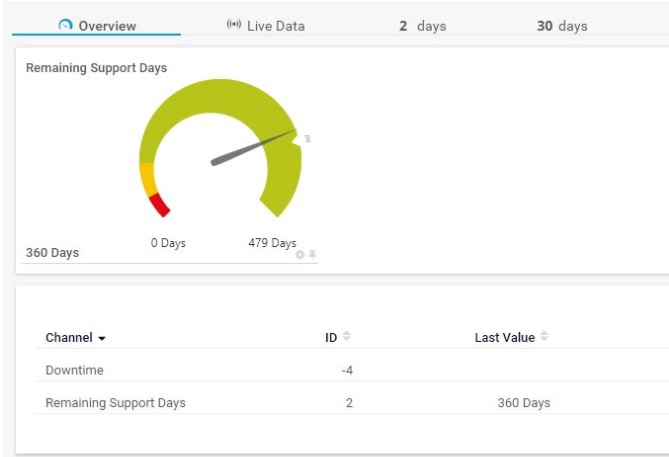 Overview Live Data 2 days 30 days
Remaining Support Days
0 Days 479 Days
360 Days
Channel ID Last Value
Downtime -4
Remaining Support Days 2 360 Days